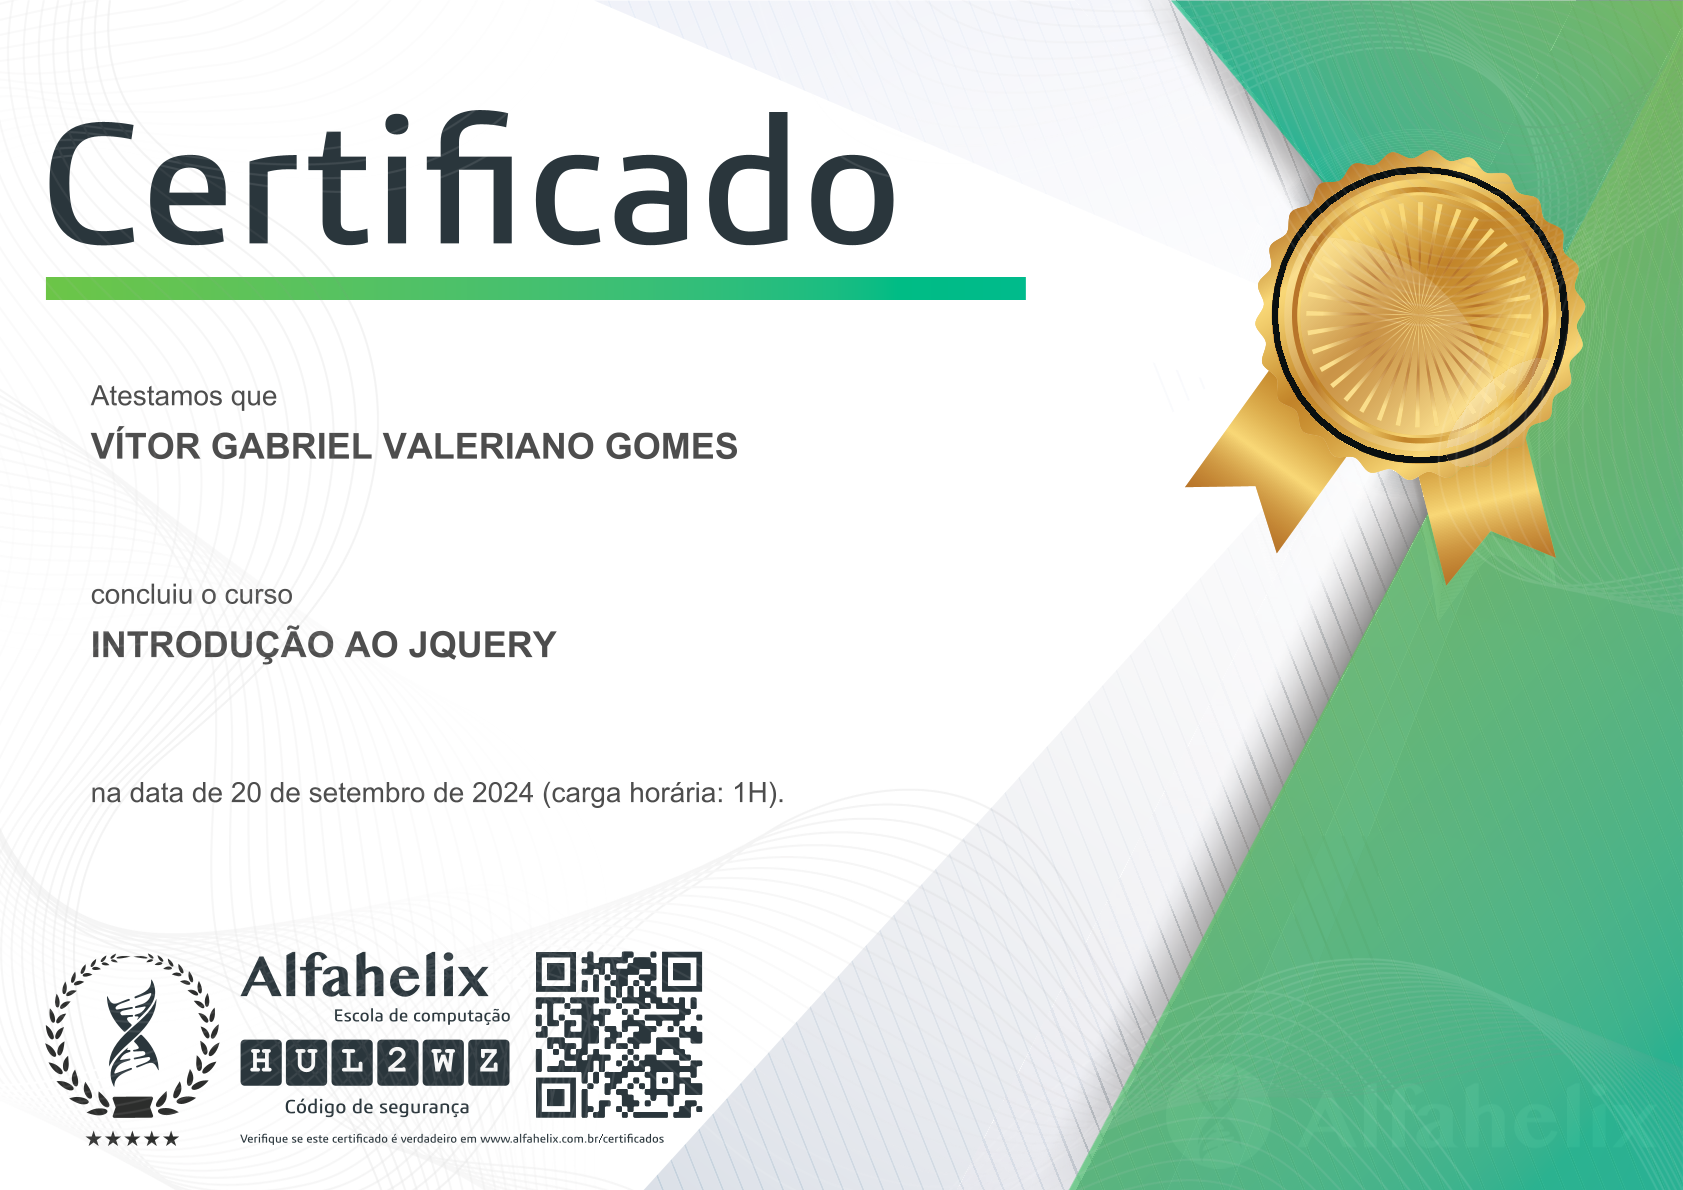 Certificado
Atestamos que
VÍTOR GABRIEL VALERIANO GOMES
concluiu o curso
INTRODUÇÃO AO JQUERY
na data de 20 de setembro de 2024 (carga horária: 1H).
Alfahelix
Escola de computação
HUL2WZ
Código de segurança
Verifique se este certificado é verdadeiro em www.alfahelix.com.br/certificados
Alfahelix